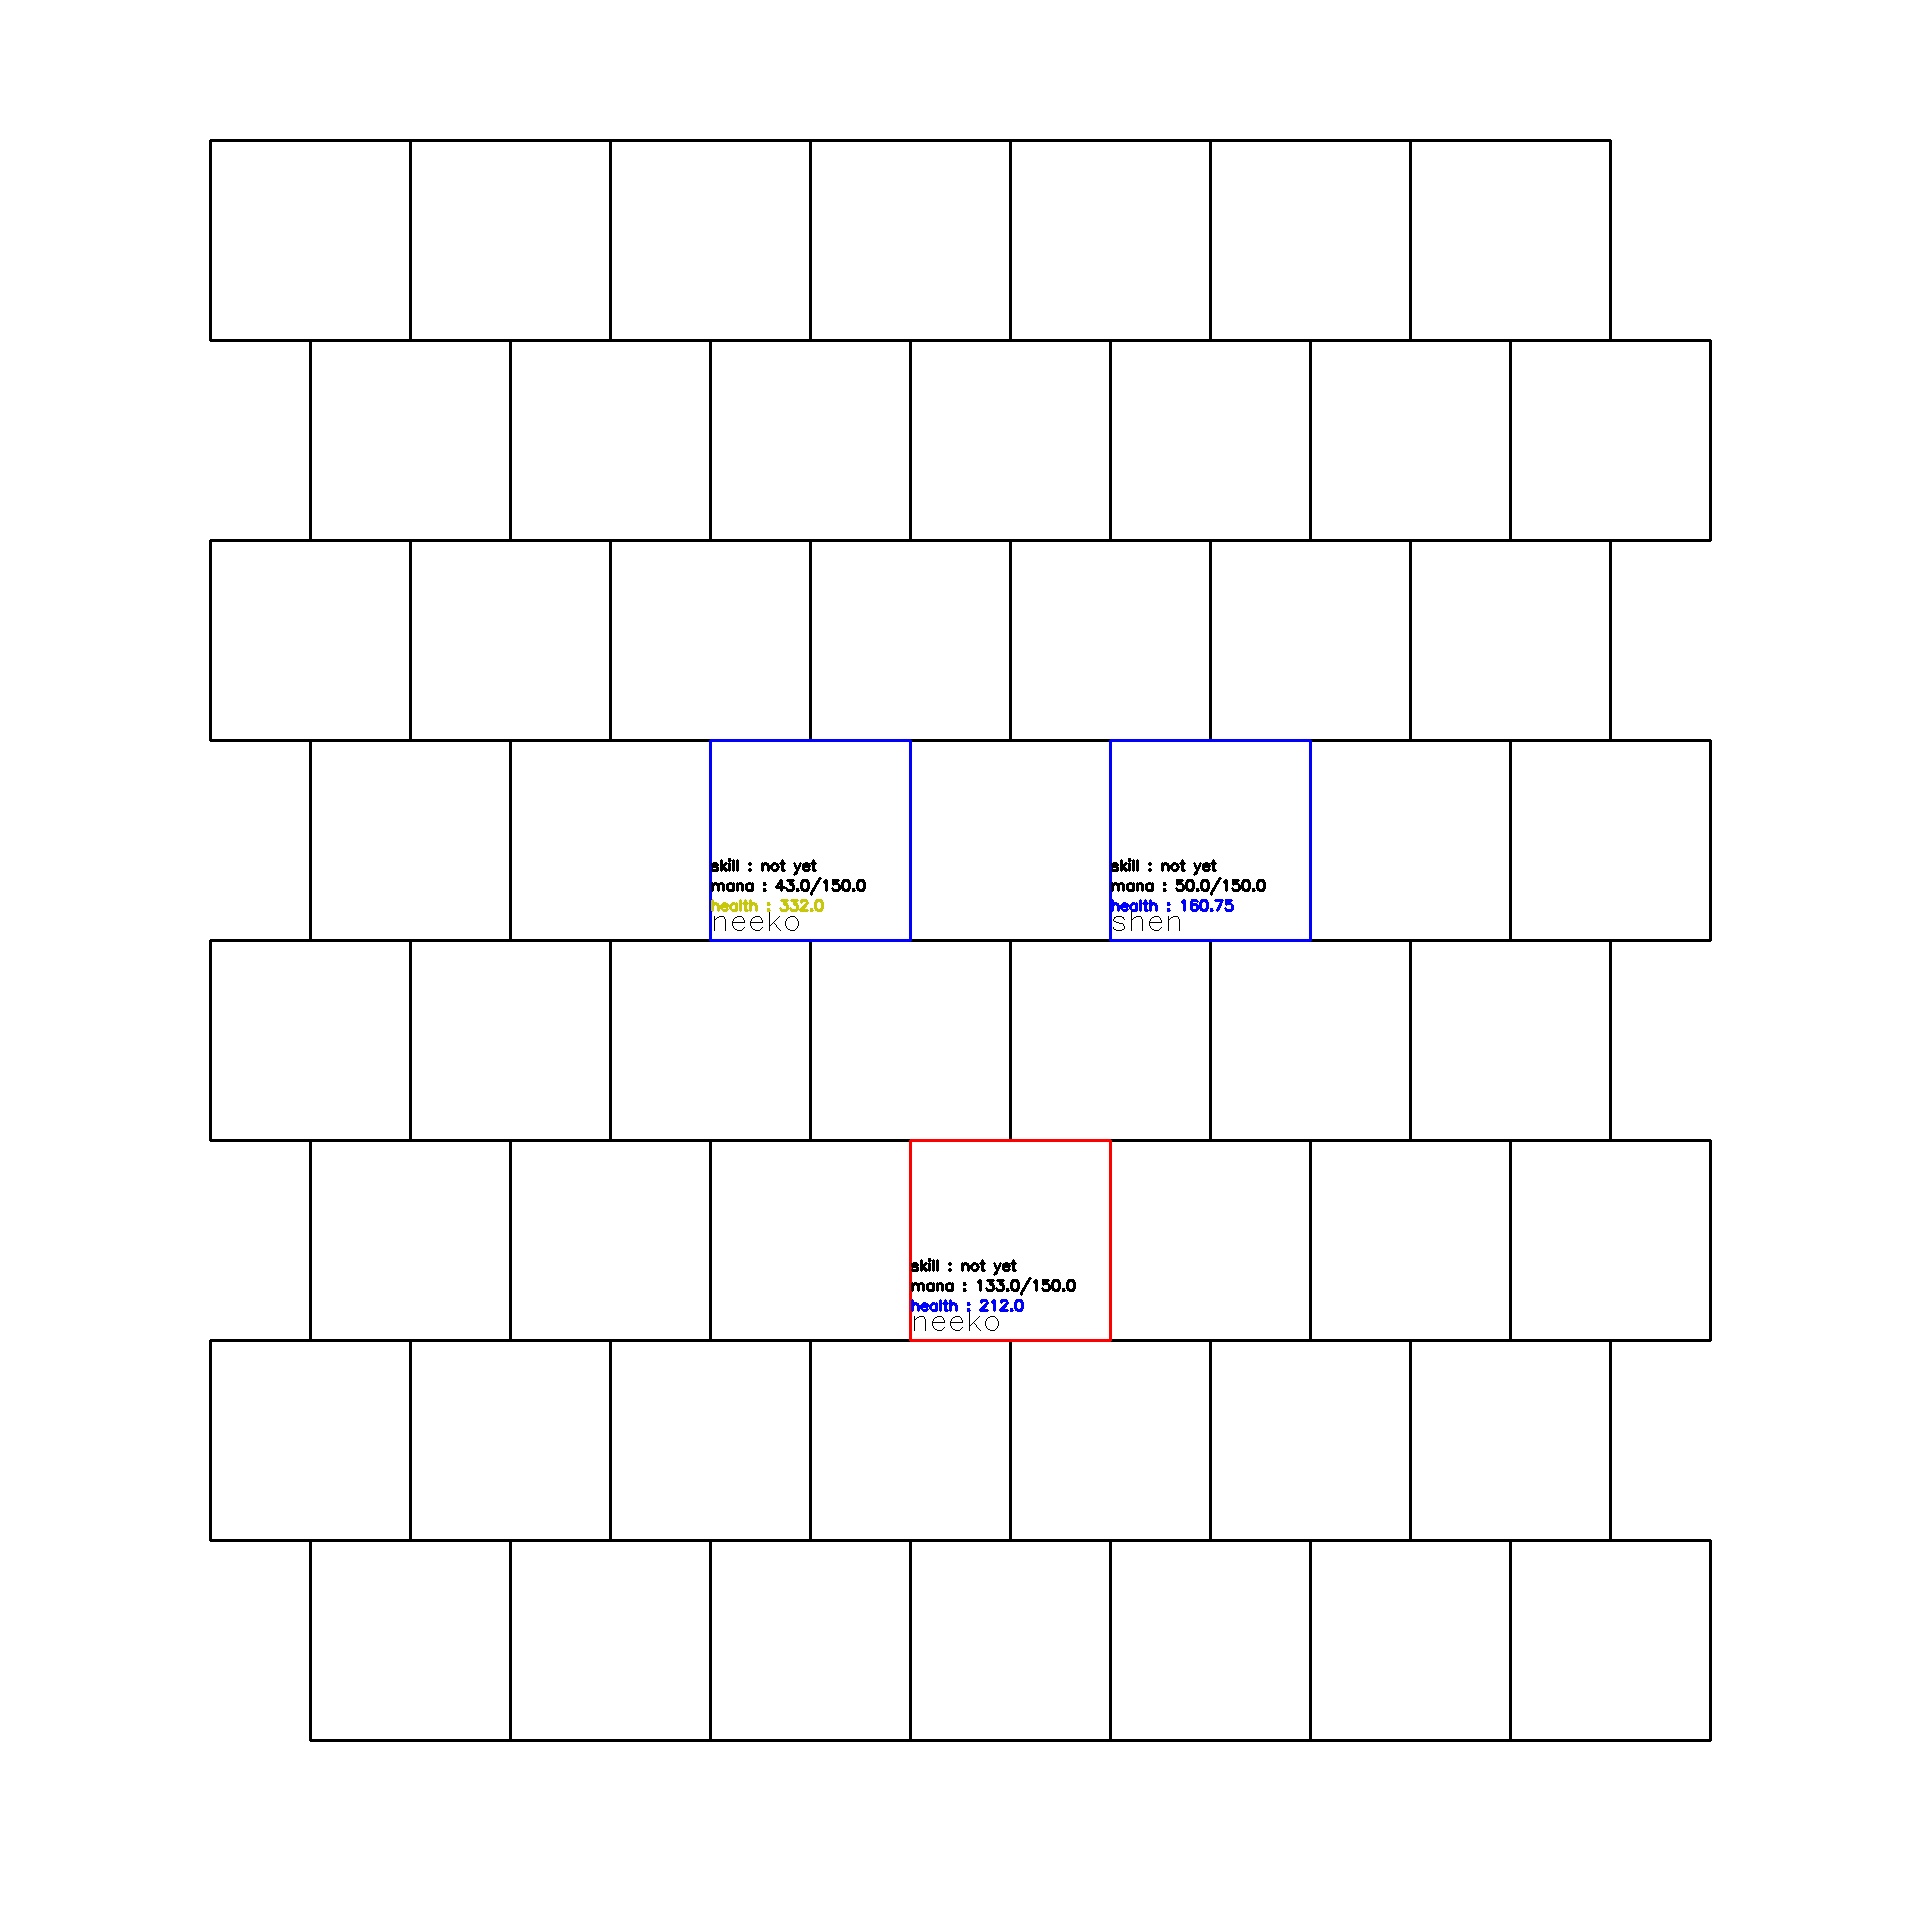 skill : not yet
mana : 43.0/150.0
health : 332.0
neeko
skill : not yet
mana : 50.0/150.0
health : 160.75
shen
skill : not yet
mana : 133.0/150.0
health : 212.0
neeko